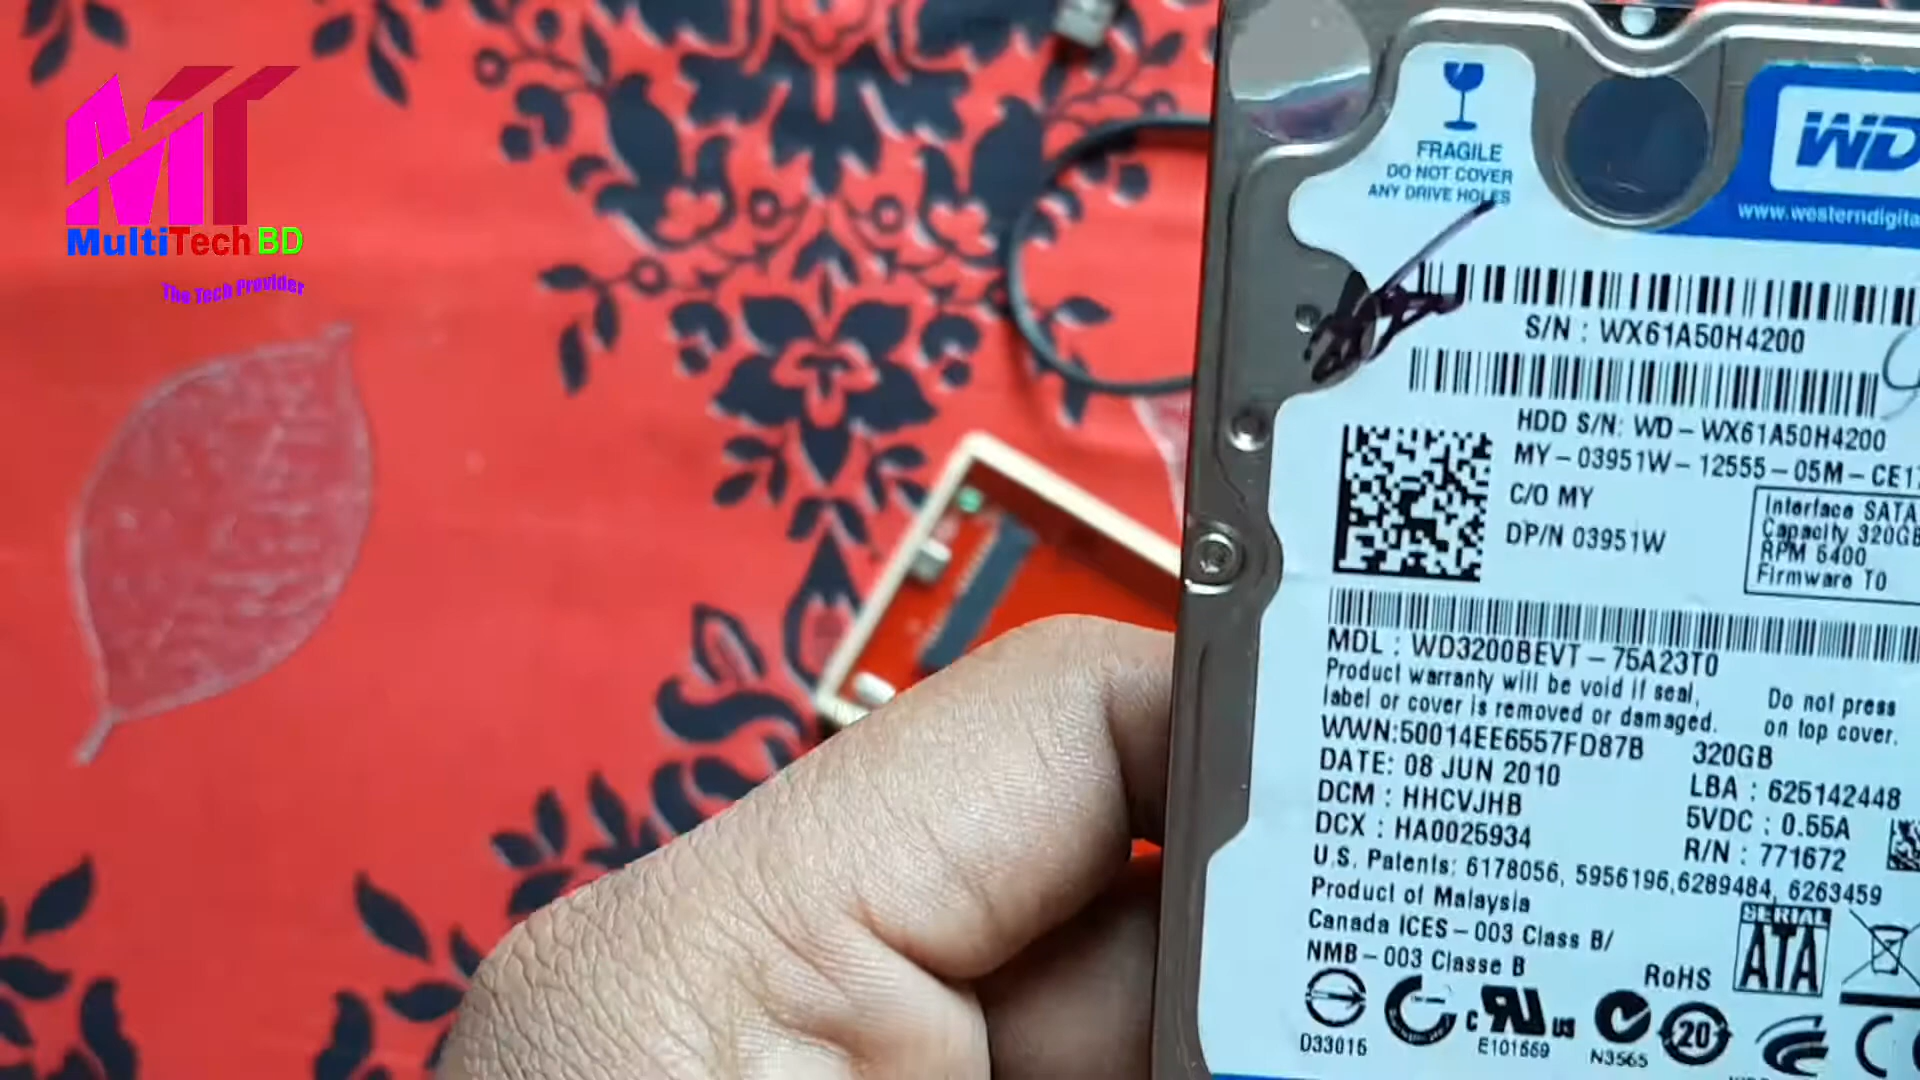 MT
MultiTech BD
The Tech Provider
FRAGILE
DO NOT COVER
ANY DRIVE HOLES
WD
www.westerndigita
S/N : WX61A50H4200
HDD S/N: WD-WX61A50H4200
MY-03951W-12555-05M-CE1
C/O MY
DP/N 03951W
Interface SATA
Capacity 320GB
RPM 5400
Firmware T0
MDL : WD3200BEVT-75A23T0
Product warranty will be void if seal,
label or cover is removed or damaged.
Do not press
on top cover.
WWN:50014EE6557FD87B
320GB
DATE: 08 JUN 2010
LBA : 625142448
DCM : HHCVJHB
5VDC : 0.55A
DCX : HA0025934
R/N : 771672
U.S. Patents: 6178056, 5956196,6289484, 6263459
Product of Malaysia
Canada ICES-003 Class B/
NMB-003 Classe B
RoHS
SERIAL
ATA
D33015
c UR us
E101559
N3565
20